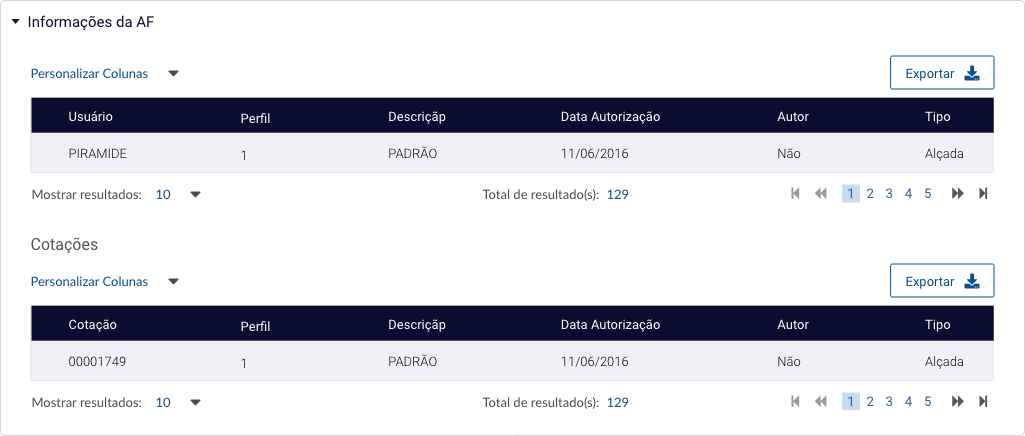 Informações da AF
Personalizar Colunas Exportar
Usuário Perfil Descriçãp Data Autorização Autor Tipo
PIRAMIDE 1 PADRÃO 11/06/2016 Não Alçada
Mostrar resultados: 10 Total de resultado(s): 129 1 2 3 4 5
Cotações
Personalizar Colunas Exportar
Cotação Perfil Descriçãp Data Autorização Autor Tipo
00001749 1 PADRÃO 11/06/2016 Não Alçada
Mostrar resultados: 10 Total de resultado(s): 129 1 2 3 4 5